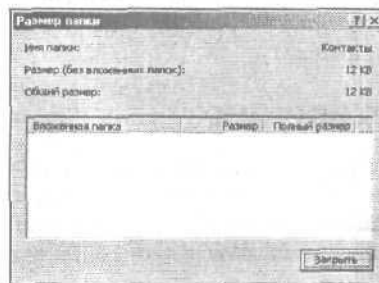 Размер папки
Имя папки: Контакты
Размер (без вложенных папок): 12 KB
Общий размер: 12 KB
Вложенная папка Размер Полный размер
Закрыть